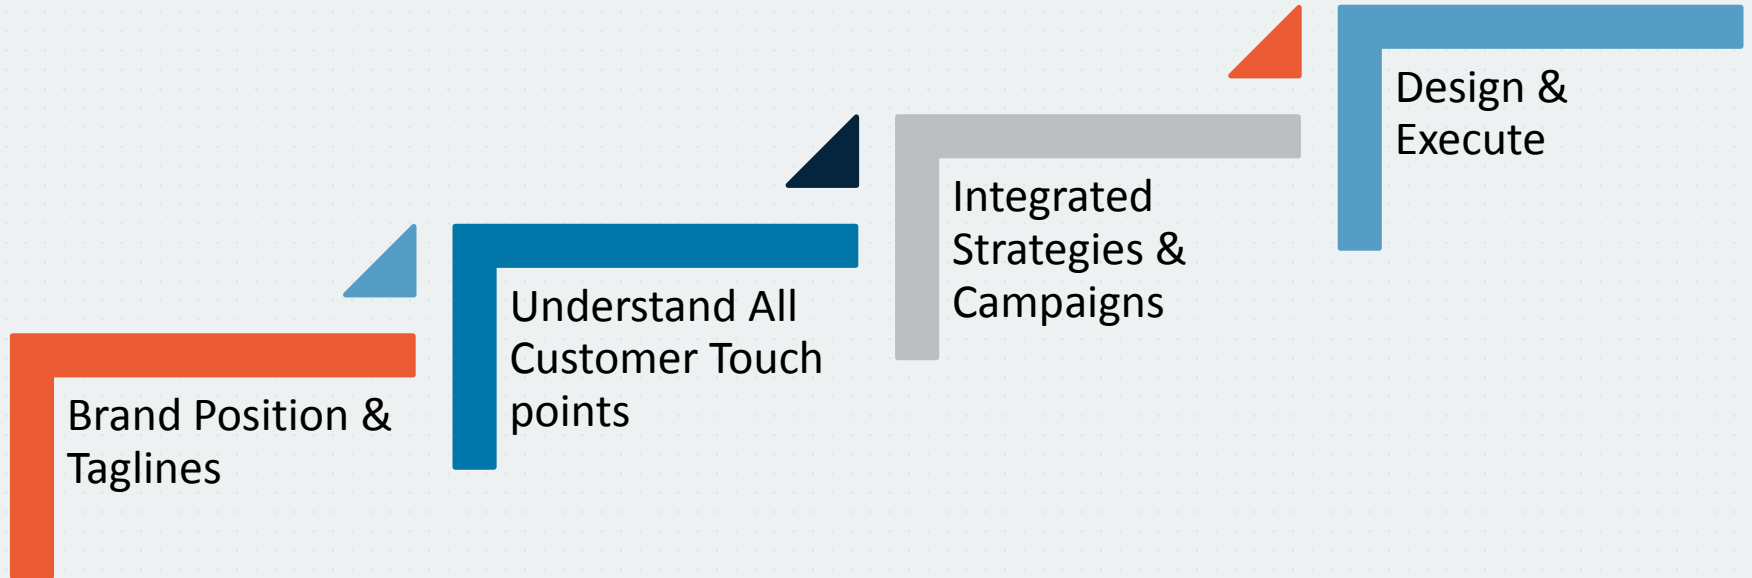 Brand Position &
Taglines
Understand All
Customer Touch
points
Integrated
Strategies &
Campaigns
Design &
Execute